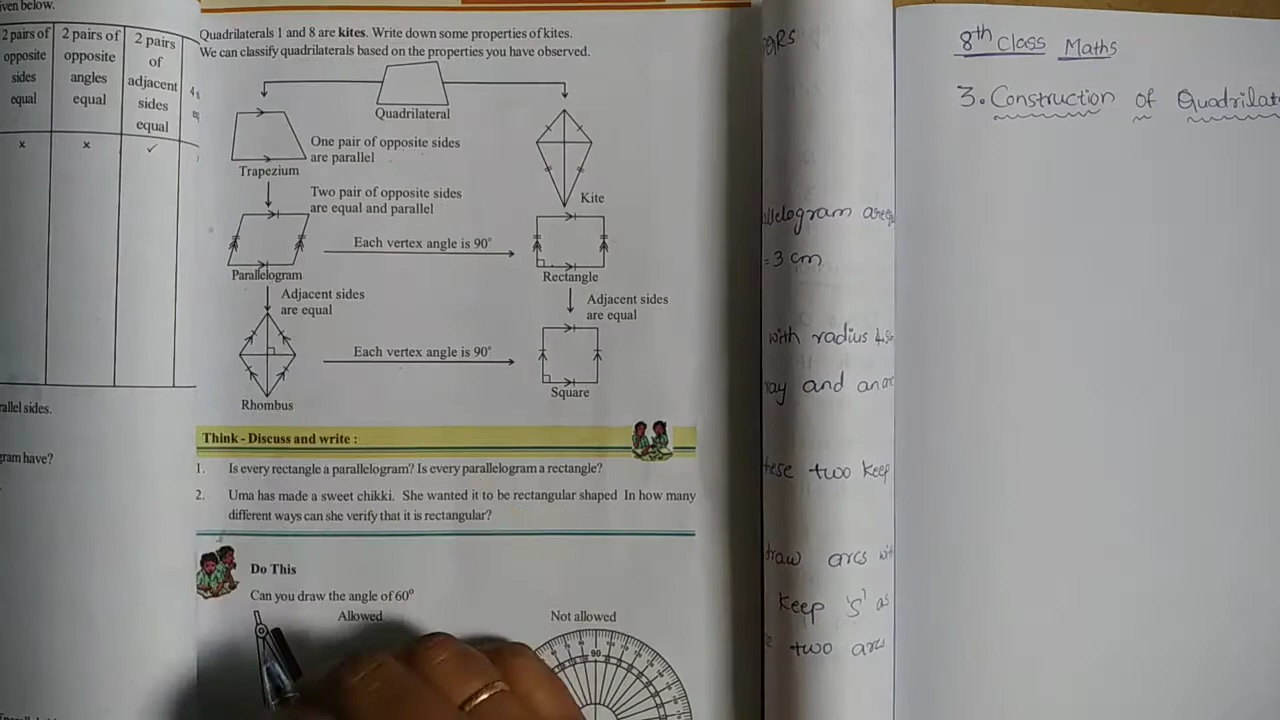 iven below.
2 pairs of opposite sides equal
2 pairs of opposite angles equal
2 pairs of adjacent sides equal
x x ✓
rallel sides.
gram have?
Quadrilaterals 1 and 8 are kites. Write down some properties of kites.
We can classify quadrilaterals based on the properties you have observed.
Quadrilateral
One pair of opposite sides
are parallel
Trapezium
Two pair of opposite sides
are equal and parallel
Kite
Each vertex angle is 90°
Parallelogram
Rectangle
Adjacent sides
are equal
Adjacent sides
are equal
Each vertex angle is 90°
Rhombus
Square
Think - Discuss and write :
1. Is every rectangle a parallelogram? Is every parallelogram a rectangle?
2. Uma has made a sweet chikki. She wanted it to be rectangular shaped In how many
different ways can she verify that it is rectangular?
Do This
Can you draw the angle of 60°
Allowed
Not allowed
90
= 3 cm
with radius 4.5
and
these two keep
draw arcs with
keep 's' as
two arcs
8th Class Maths
3. Construction of Quadrilat